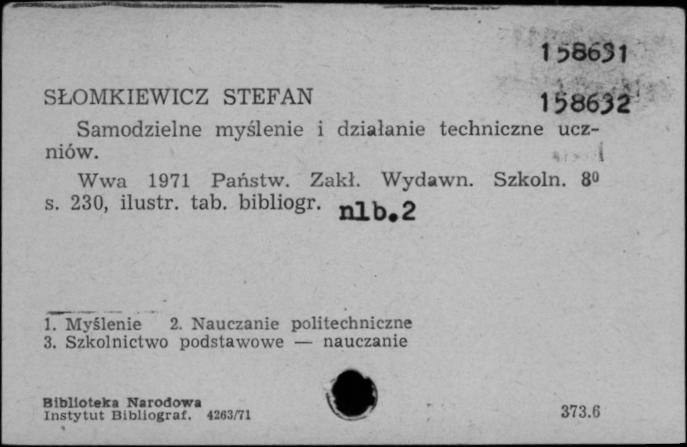 158631
SŁOMKIEWICZ STEFAN
158632
Samodzielne myślenie i działanie techniczne ucz-
niów.
Wwa 1971 Państw. Zakł. Wydawn. Szkoln. 8⁰
s. 230, ilustr. tab. bibliogr. nlb.2
1. Myślenie 2. Nauczanie politechniczne
3. Szkolnictwo podstawowe — nauczanie
Biblioteka Narodowa
Instytut Bibliograf. 4263/71
373.6